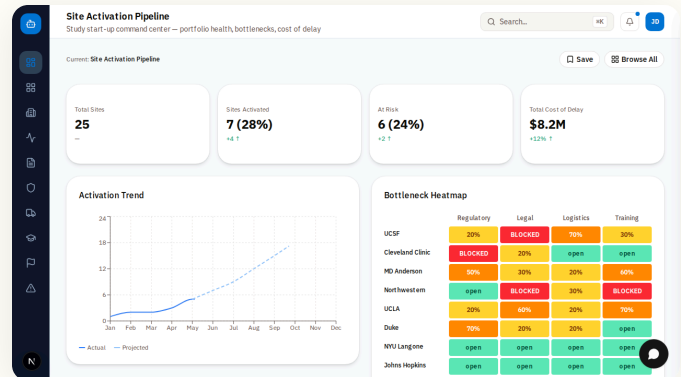 Site Activation Pipeline
Study start-up command center — portfolio health, bottlenecks, cost of delay
Search...
⌘K
JD
Current: Site Activation Pipeline
Save
Browse All
Total Sites
25
—
Sites Activated
7 (28%)
+4 ↑
At Risk
6 (24%)
+2 ↑
Total Cost of Delay
$8.2M
+12% ↑
Activation Trend
24
18
12
6
0
Jan Feb Mar Apr May Jun Jul Aug Sep Oct Nov Dec
Actual Projected
Bottleneck Heatmap
Regulatory Legal Logistics Training
UCSF 20% BLOCKED 70% 30%
Cleveland Clinic BLOCKED 20% open open
MD Anderson 50% 30% 20% 60%
Northwestern open BLOCKED 30% BLOCKED
UCLA 20% 60% 20% 70%
Duke 70% 20% 20% open
NYU Langone open open open
Johns Hopkins open open open open
N